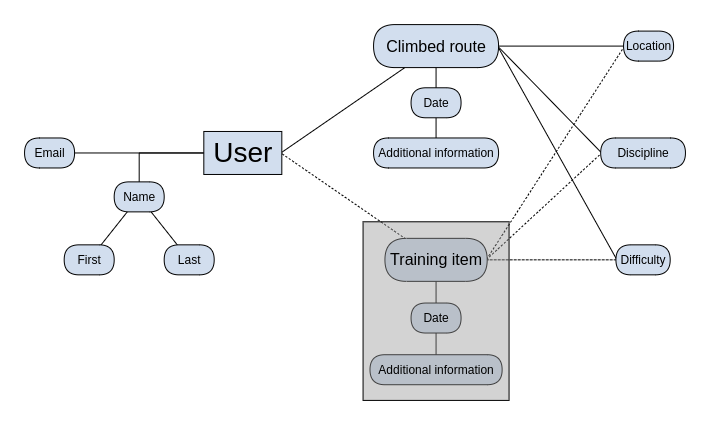 Climbed route
Location
Date
User
Email
Additional information
Discipline
Name
First
Last
Training item
Difficulty
Date
Additional information